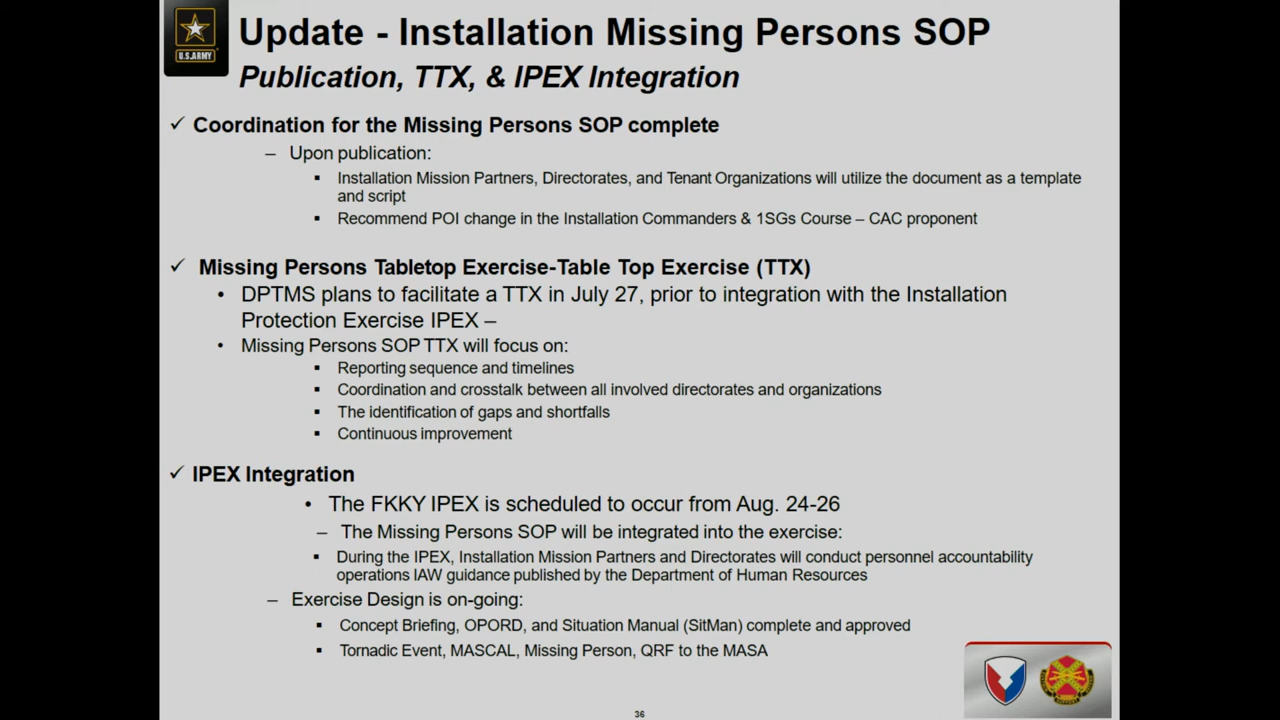 U.S.ARMY
Update - Installation Missing Persons SOP
Publication, TTX, & IPEX Integration
✓ Coordination for the Missing Persons SOP complete
– Upon publication:
▪ Installation Mission Partners, Directorates, and Tenant Organizations will utilize the document as a template
and script
▪ Recommend POI change in the Installation Commanders & 1SGs Course – CAC proponent
✓ Missing Persons Tabletop Exercise-Table Top Exercise (TTX)
• DPTMS plans to facilitate a TTX in July 27, prior to integration with the Installation
Protection Exercise IPEX –
• Missing Persons SOP TTX will focus on:
▪ Reporting sequence and timelines
▪ Coordination and crosstalk between all involved directorates and organizations
▪ The identification of gaps and shortfalls
▪ Continuous improvement
✓ IPEX Integration
• The FKKY IPEX is scheduled to occur from Aug. 24-26
– The Missing Persons SOP will be integrated into the exercise:
▪ During the IPEX, Installation Mission Partners and Directorates will conduct personnel accountability
operations IAW guidance published by the Department of Human Resources
– Exercise Design is on-going:
▪ Concept Briefing, OPORD, and Situation Manual (SitMan) complete and approved
▪ Tornadic Event, MASCAL, Missing Person, QRF to the MASA
36